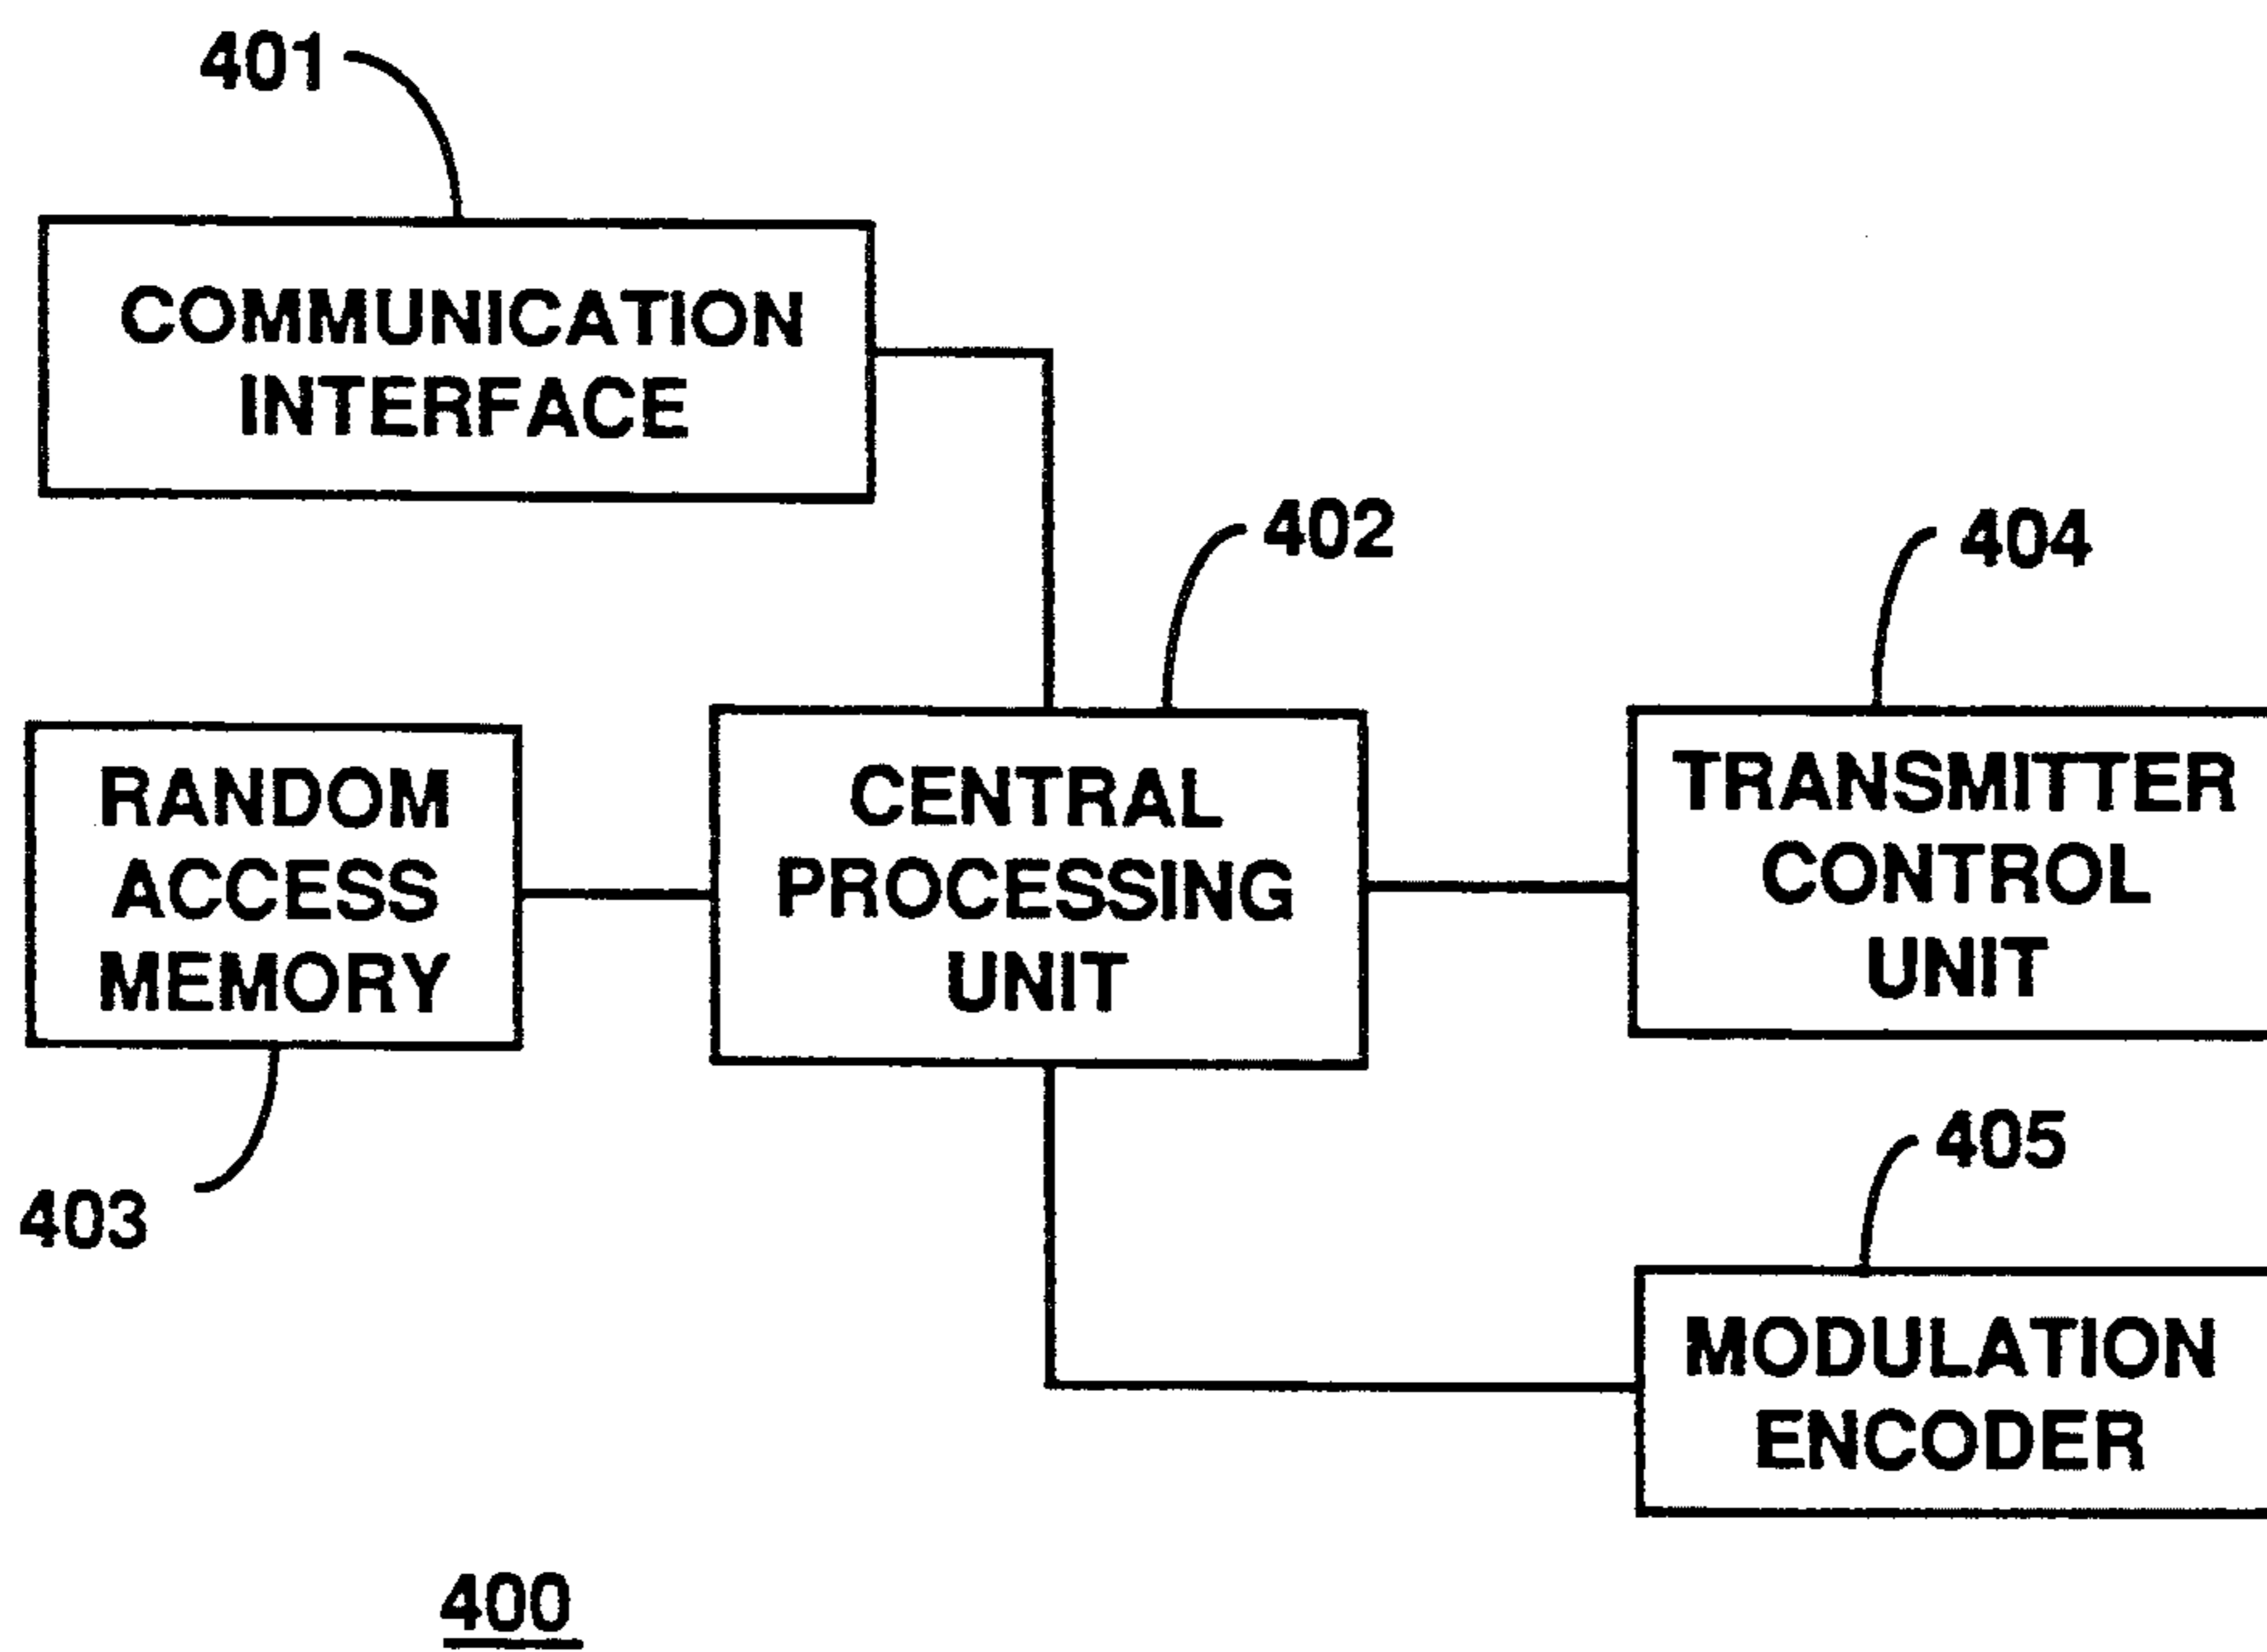 401
COMMUNICATION
INTERFACE
402
404
RANDOM
ACCESS
MEMORY
CENTRAL
PROCESSING
UNIT
TRANSMITTER
CONTROL
UNIT
403
405
MODULATION
ENCODER
400